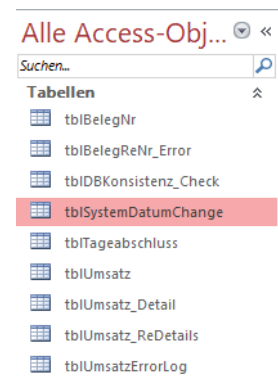 Alle Access-Obj...
Suchen...
Tabellen
tblBelegNr
tblBelegReNr_Error
tblDBKonsistenz_Check
tblSystemDatumChange
tblTageabschluss
tblUmsatz
tblUmsatz_Detail
tblUmsatz_ReDetails
tblUmsatzErrorLog